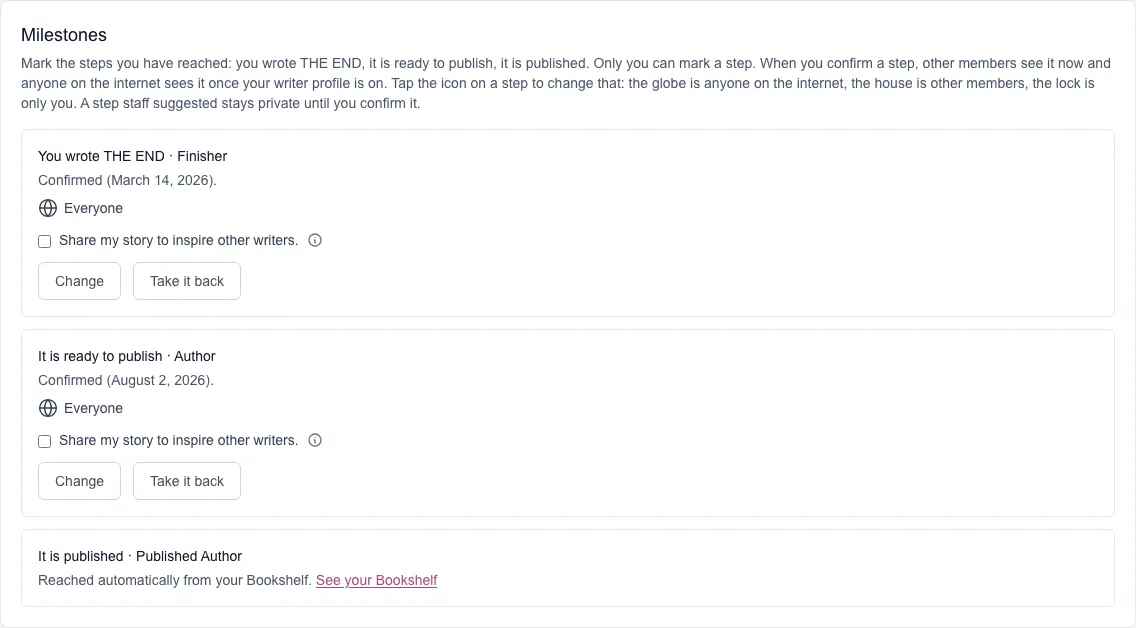 Milestones
Mark the steps you have reached: you wrote THE END, it is ready to publish, it is published. Only you can mark a step. When you confirm a step, other members see it now and
anyone on the internet sees it once your writer profile is on. Tap the icon on a step to change that: the globe is anyone on the internet, the house is other members, the lock is
only you. A step staff suggested stays private until you confirm it.
You wrote THE END · Finisher
Confirmed (March 14, 2026).
Everyone
Share my story to inspire other writers.
Change Take it back
It is ready to publish · Author
Confirmed (August 2, 2026).
Everyone
Share my story to inspire other writers.
Change Take it back
It is published · Published Author
Reached automatically from your Bookshelf. See your Bookshelf